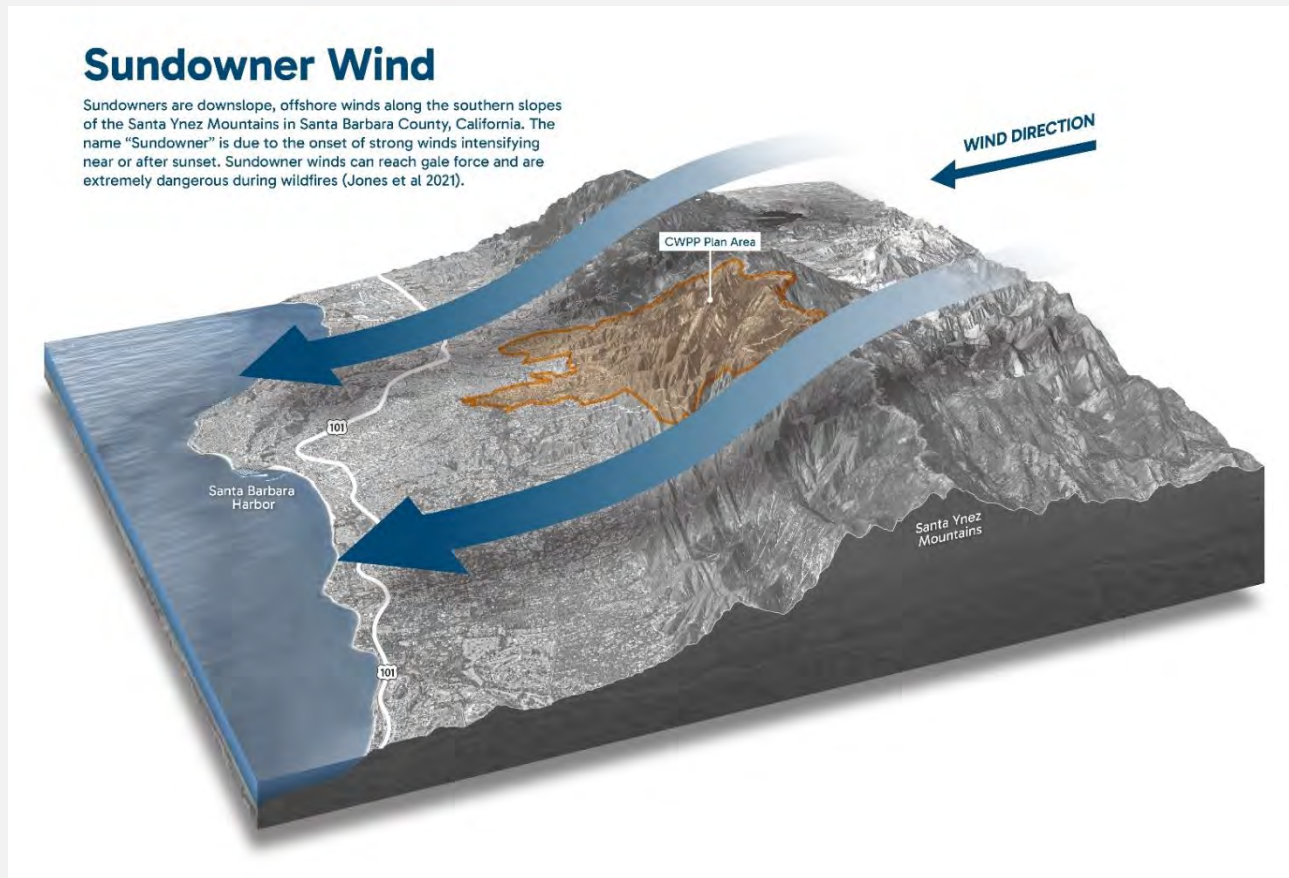 Sundowner Wind
Sundowners are downslope, offshore winds along the southern slopes
of the Santa Ynez Mountains in Santa Barbara County, California. The
name “Sundowner” is due to the onset of strong winds intensifying
near or after sunset. Sundowner winds can reach gale force and are
extremely dangerous during wildfires (Jones et al 2021).
WIND DIRECTION
CWPP Plan Area
101
Santa Barbara
Harbor
Santa Ynez
Mountains
101